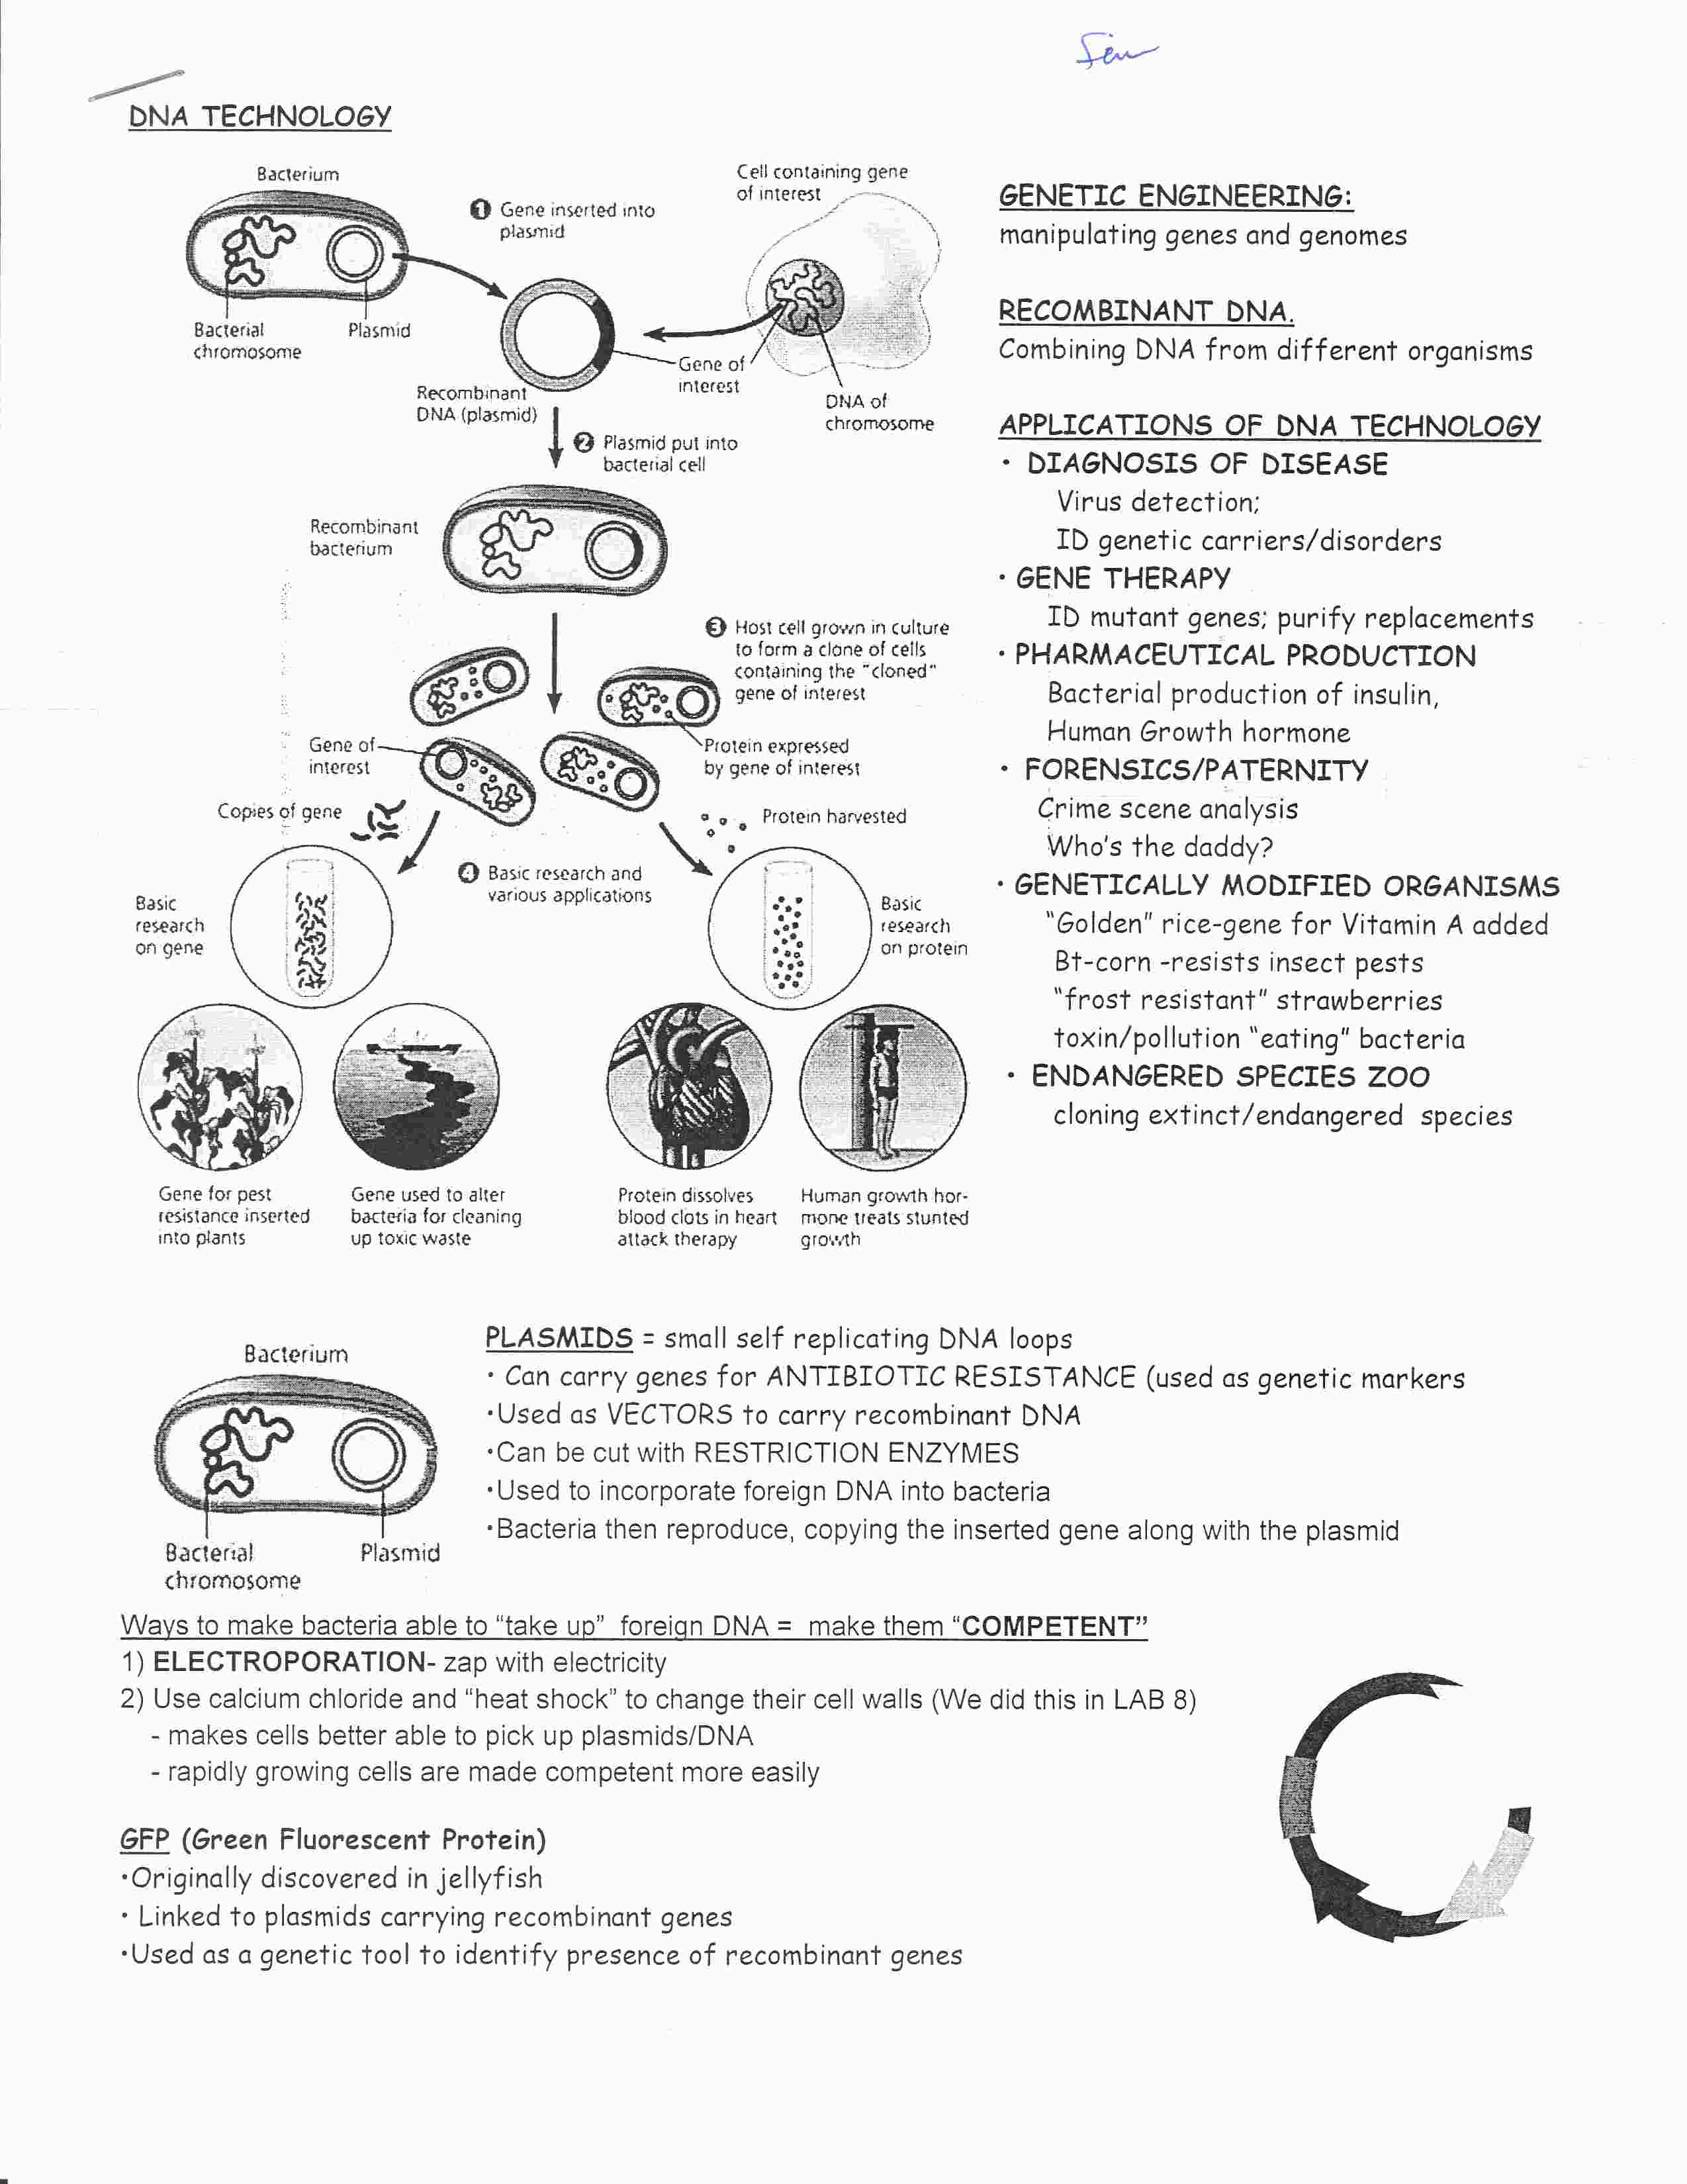 DNA TECHNOLOGY
Bacterium
❶ Gene inserted into
plasmid
Cell containing gene
of interest
Bacterial
chromosome
Plasmid
Recombinant
DNA (plasmid)
Gene of
interest
DNA of
chromosome
❷ Plasmid put into
bacterial cell
Recombinant
bacterium
❸ Host cell grown in culture
to form a clone of cells
containing the "cloned"
gene of interest
Gene of
interest
Protein expressed
by gene of interest
Copies of gene
Protein harvested
❹ Basic research and
various applications
Basic
research
on gene
Basic
research
on protein
Gene for pest
resistance inserted
into plants
Gene used to alter
bacteria for cleaning
up toxic waste
Protein dissolves
blood clots in heart
attack therapy
Human growth hor-
mone treats stunted
growth
GENETIC ENGINEERING:
manipulating genes and genomes
RECOMBINANT DNA.
Combining DNA from different organisms
APPLICATIONS OF DNA TECHNOLOGY
• DIAGNOSIS OF DISEASE
Virus detection;
ID genetic carriers/disorders
• GENE THERAPY
ID mutant genes; purify replacements
• PHARMACEUTICAL PRODUCTION
Bacterial production of insulin,
Human Growth hormone
• FORENSICS/PATERNITY
Crime scene analysis
Who's the daddy?
• GENETICALLY MODIFIED ORGANISMS
"Golden" rice-gene for Vitamin A added
Bt-corn -resists insect pests
"frost resistant" strawberries
toxin/pollution "eating" bacteria
• ENDANGERED SPECIES ZOO
cloning extinct/endangered species
Bacterium
Bacterial
chromosome
Plasmid
PLASMIDS = small self replicating DNA loops
• Can carry genes for ANTIBIOTIC RESISTANCE (used as genetic markers
•Used as VECTORS to carry recombinant DNA
•Can be cut with RESTRICTION ENZYMES
•Used to incorporate foreign DNA into bacteria
•Bacteria then reproduce, copying the inserted gene along with the plasmid
Ways to make bacteria able to "take up" foreign DNA = make them "COMPETENT"
1) ELECTROPORATION- zap with electricity
2) Use calcium chloride and "heat shock" to change their cell walls (We did this in LAB 8)
- makes cells better able to pick up plasmids/DNA
- rapidly growing cells are made competent more easily
GFP (Green Fluorescent Protein)
•Originally discovered in jellyfish
• Linked to plasmids carrying recombinant genes
•Used as a genetic tool to identify presence of recombinant genes